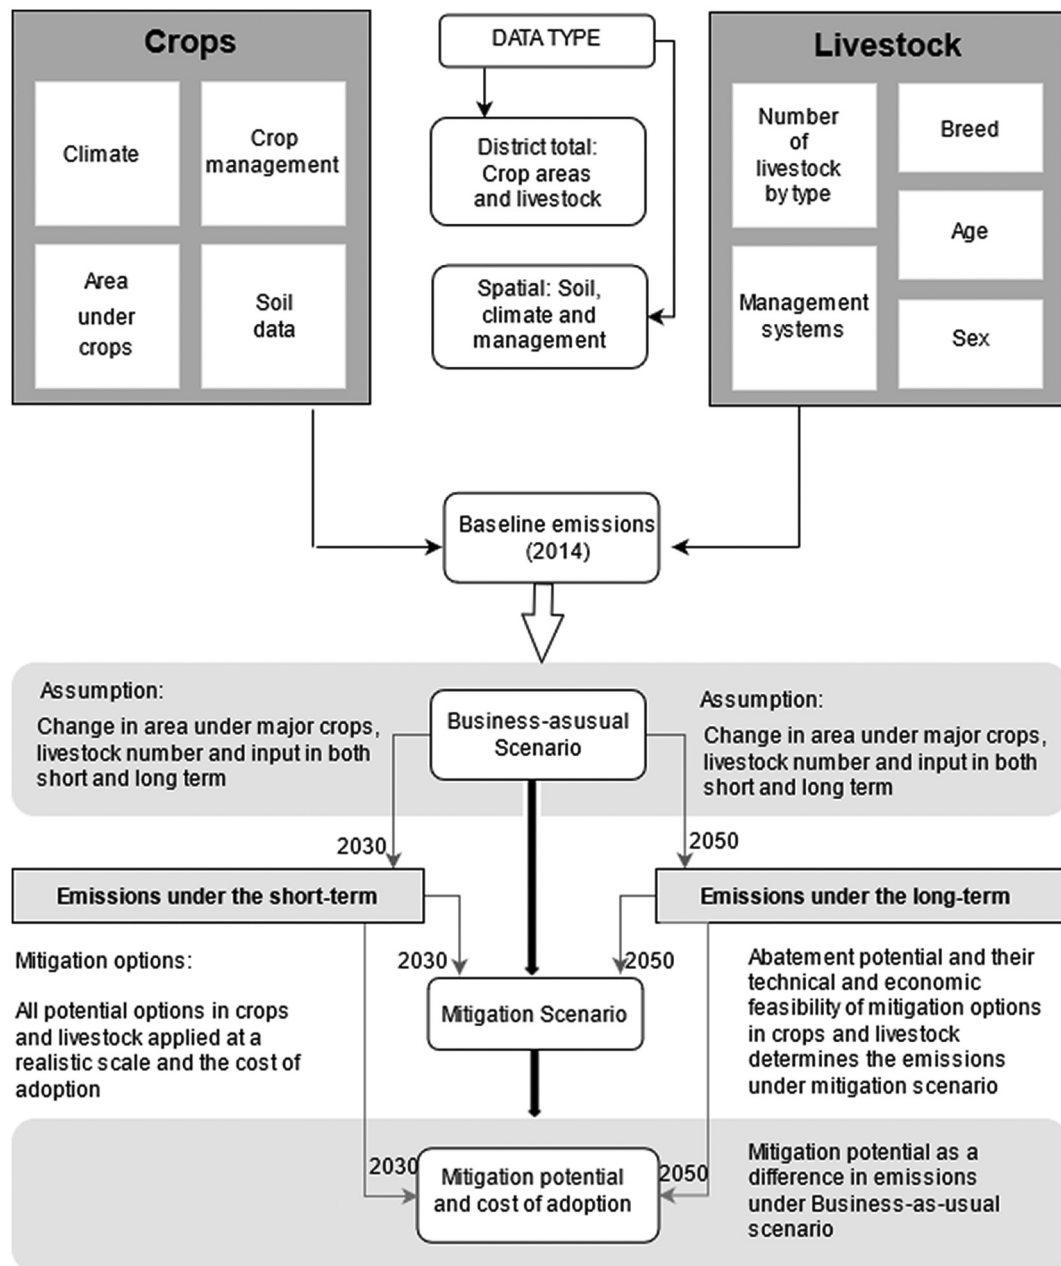 Crops
Climate
Crop
management
Area
under
crops
Soil
data
DATA TYPE
District total:
Crop areas
and livestock
Spatial: Soil,
climate and
management
Livestock
Number
of
livestock
by type
Breed
Age
Management
systems
Sex
Baseline emissions
(2014)
Assumption:
Change in area under major crops,
livestock number and input in both
short and long term
Business-asusual
Scenario
Assumption:
Change in area under major crops,
livestock number and input in both
short and long term
2030
2050
Emissions under the short-term
Emissions under the long-term
Mitigation options:
All potential options in crops
and livestock applied at a
realistic scale and the cost of
adoption
2030
2050
Mitigation Scenario
Abatement potential and their
technical and economic
feasibility of mitigation options
in crops and livestock
determines the emissions
under mitigation scenario
2030
2050
Mitigation potential
and cost of adoption
Mitigation potential as a
difference in emissions
under Business-as-usual
scenario